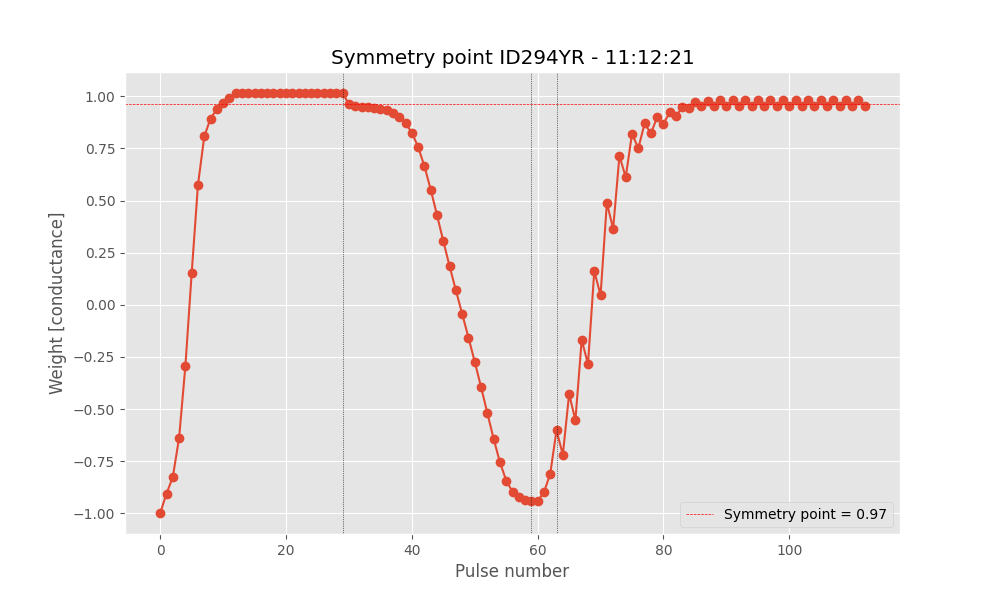 Symmetry point ID294YR - 11:12:21
1.00
0.75
0.50
0.25
0.00
−0.25
−0.50
−0.75
−1.00
Weight [conductance]
0 20 40 60 80 100
Pulse number
Symmetry point = 0.97